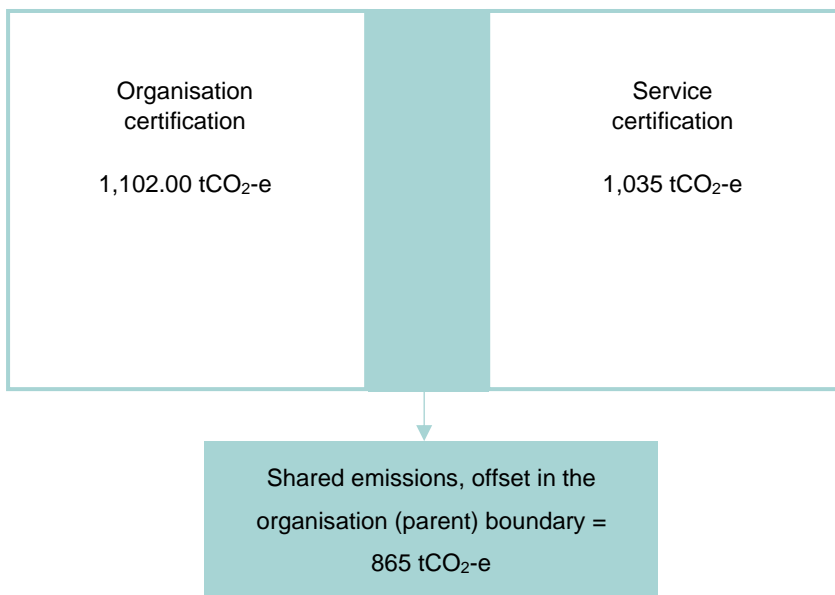 Organisation
certification
1,102.00 tCO₂-e
Service
certification
1,035 tCO₂-e
Shared emissions, offset in the
organisation (parent) boundary =
865 tCO₂-e